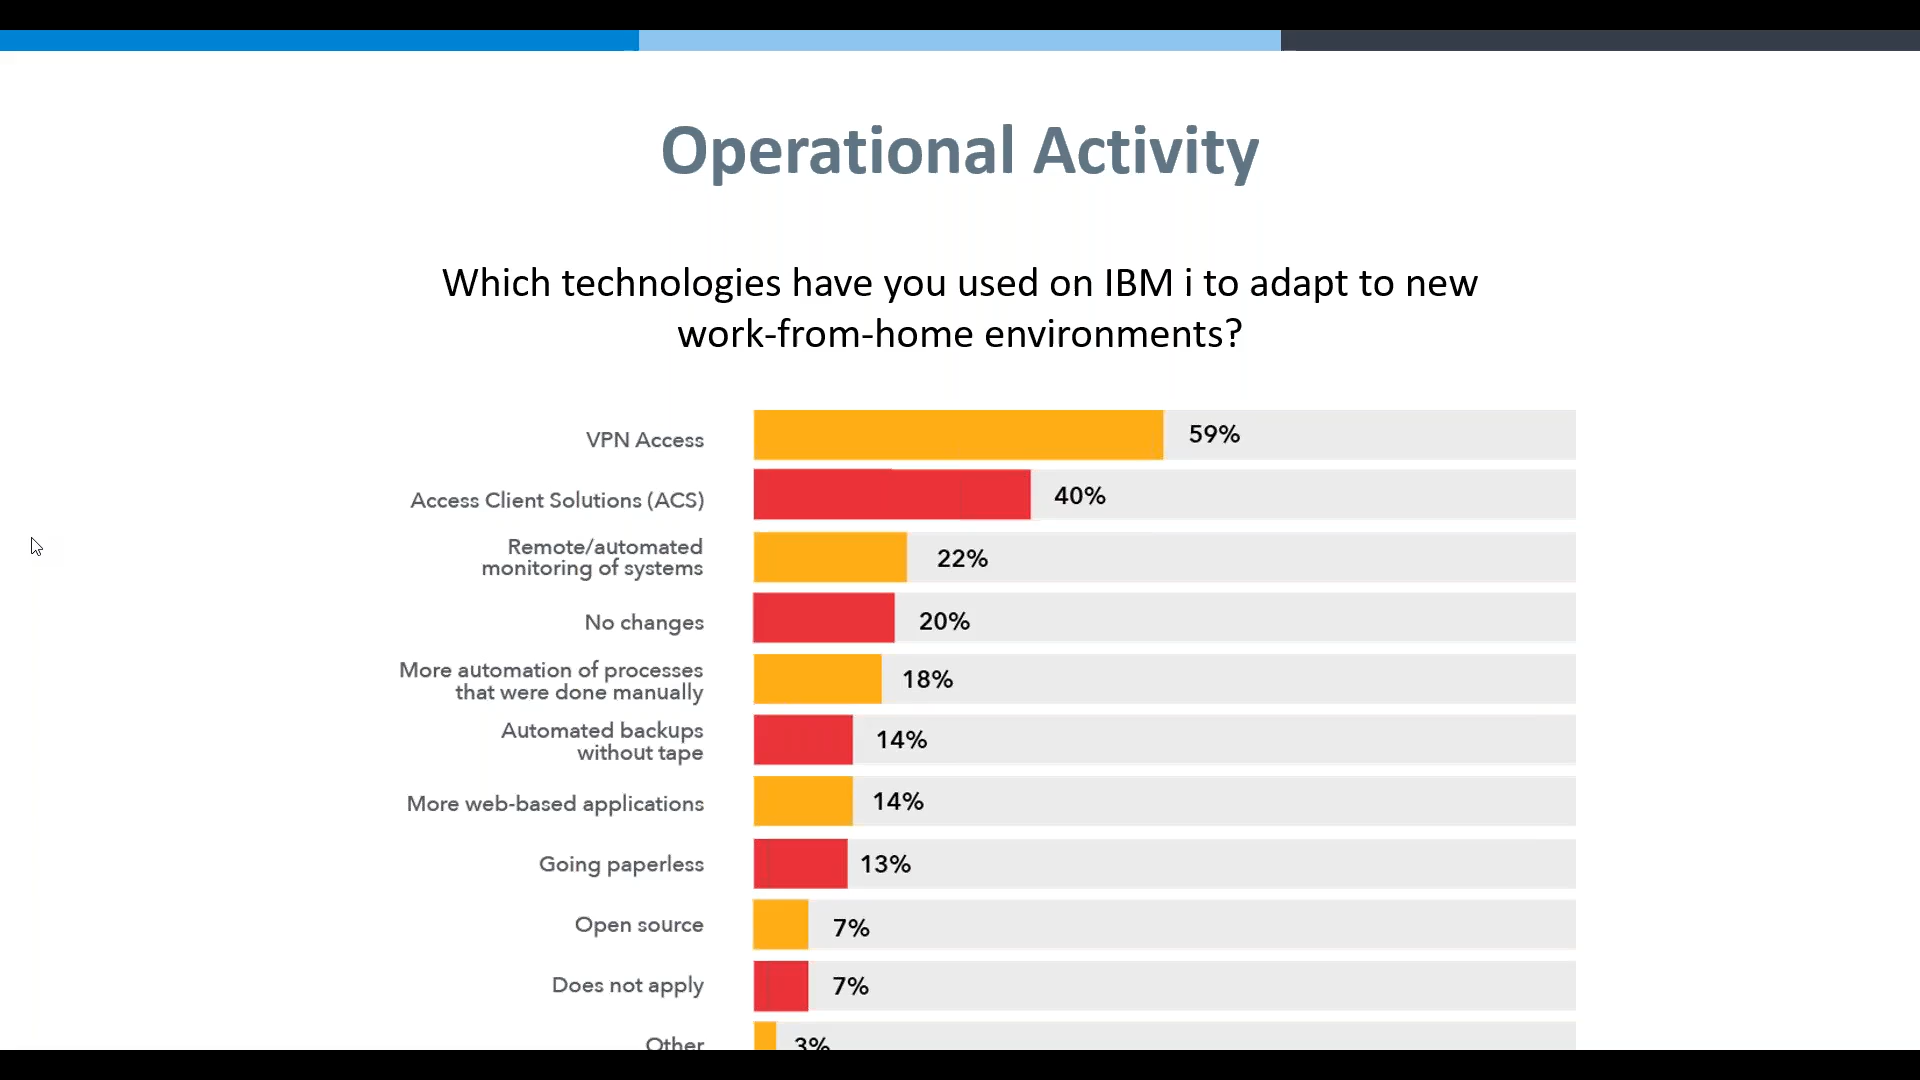 Operational Activity
Which technologies have you used on IBM i to adapt to new
work-from-home environments?
VPN Access 59%
Access Client Solutions (ACS) 40%
Remote/automated
monitoring of systems 22%
No changes 20%
More automation of processes
that were done manually 18%
Automated backups
without tape 14%
More web-based applications 14%
Going paperless 13%
Open source 7%
Does not apply 7%
Other 3%